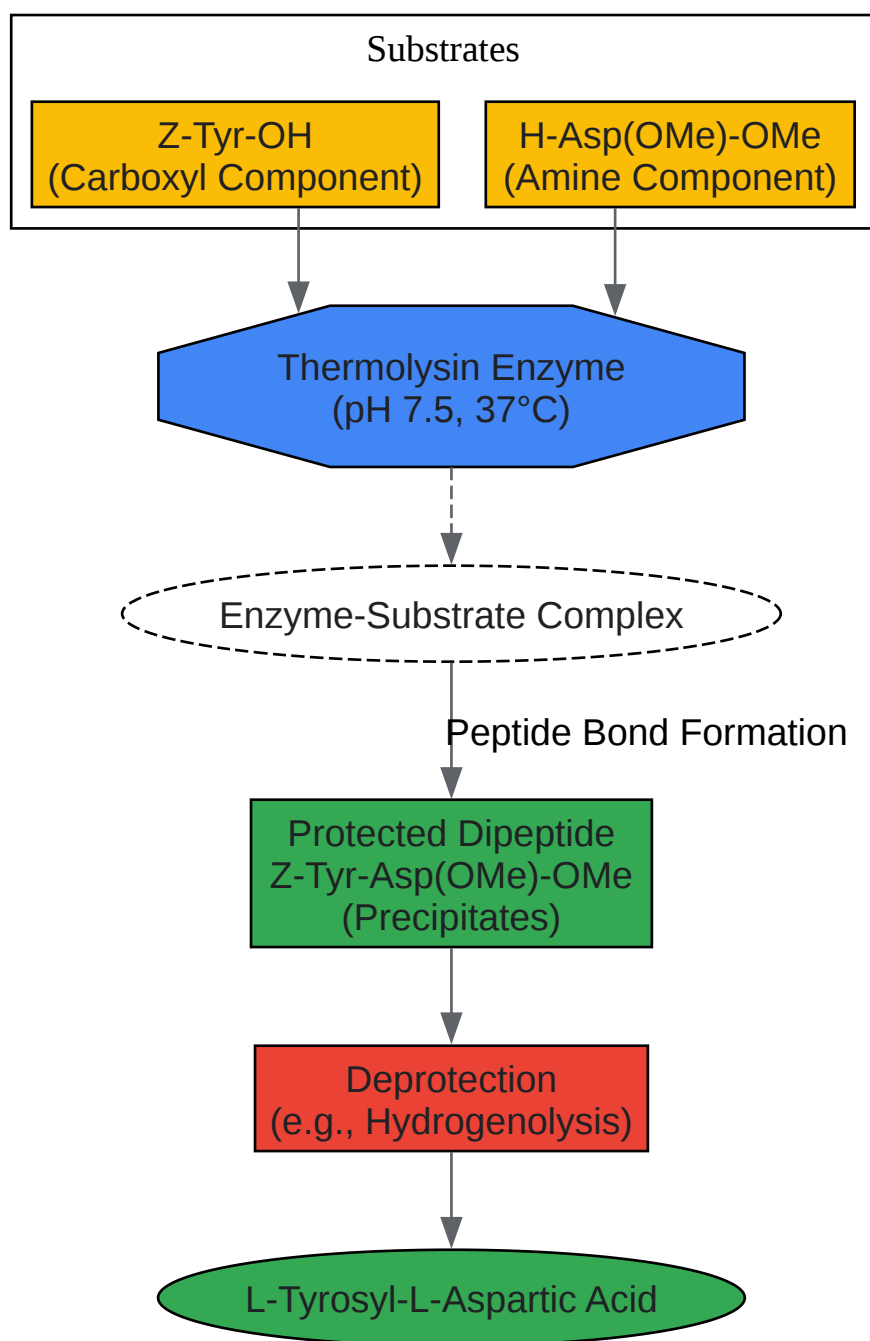 Substrates
Z-Tyr-OH
(Carboxyl Component)
H-Asp(OMe)-OMe
(Amine Component)
Thermolysin Enzyme
(pH 7.5, 37°C)
Enzyme-Substrate Complex
Peptide Bond Formation
Protected Dipeptide
Z-Tyr-Asp(OMe)-OMe
(Precipitates)
Deprotection
(e.g., Hydrogenolysis)
L-Tyrosyl-L-Aspartic Acid